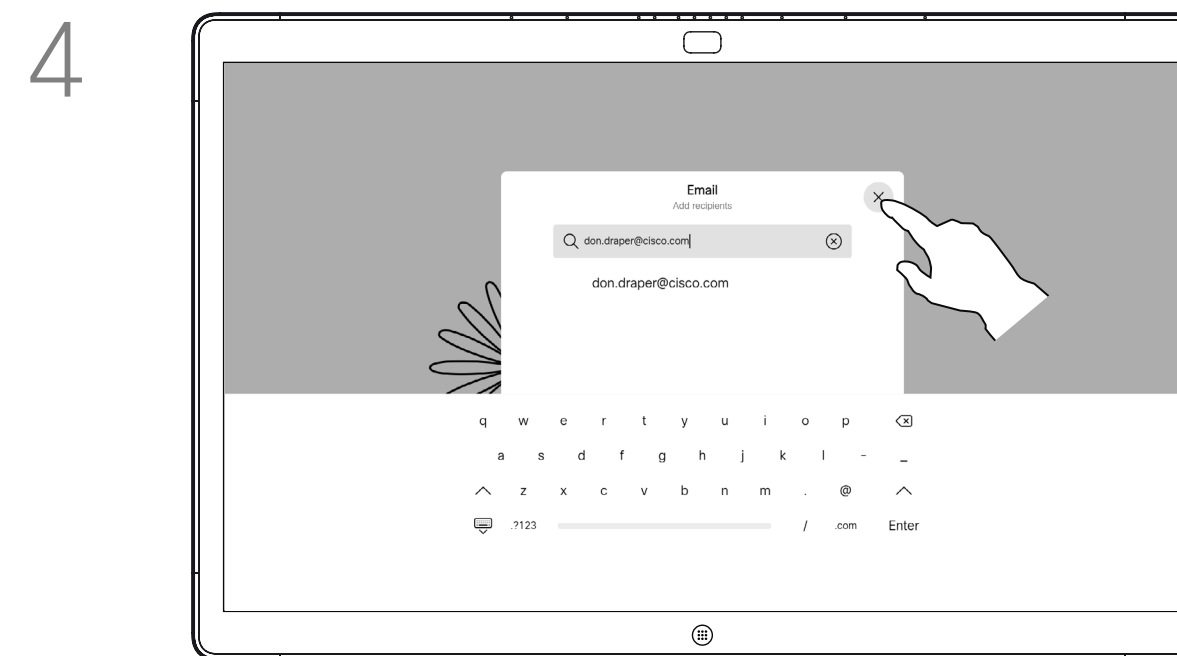 4
Email
Add recipients
don.draper@cisco.com
don.draper@cisco.com
q w e r t y u i o p
a s d f g h j k l - _
z x c v b n m . @
.?123 / .com Enter